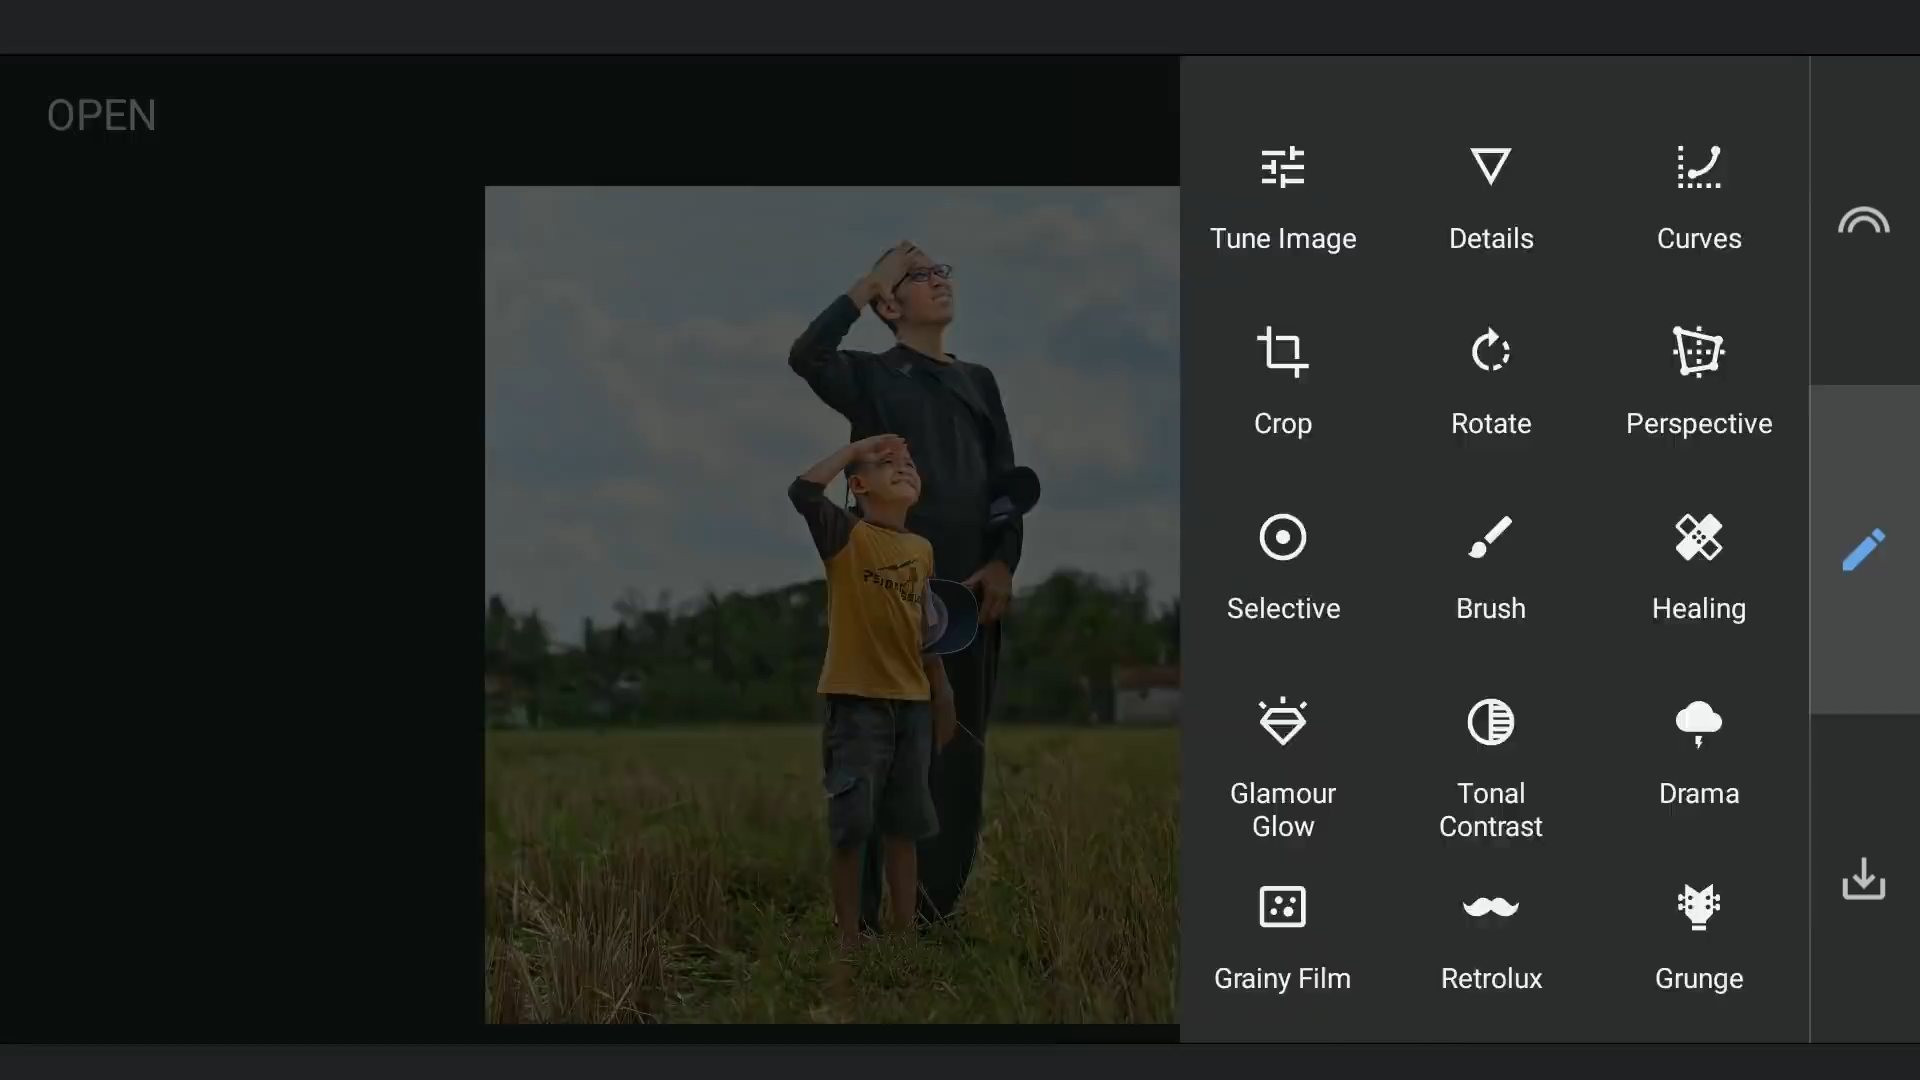 OPEN
Tune Image
Details
Curves
Crop
Rotate
Perspective
Selective
Brush
Healing
Glamour
Glow
Tonal
Contrast
Drama
Grainy Film
Retrolux
Grunge